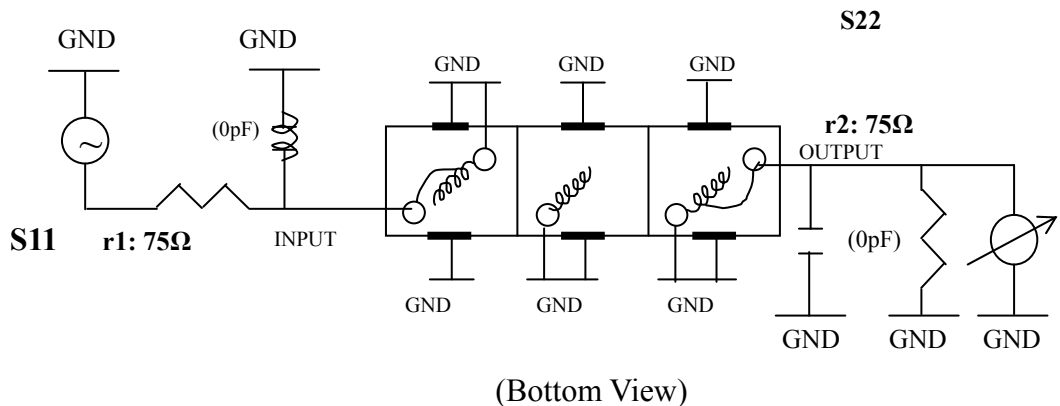 S22
GND
GND
GND
GND
GND
(0pF)
r2: 75Ω
OUTPUT
S11
r1: 75Ω
INPUT
(0pF)
GND
GND
GND
GND
GND
GND
(Bottom View)